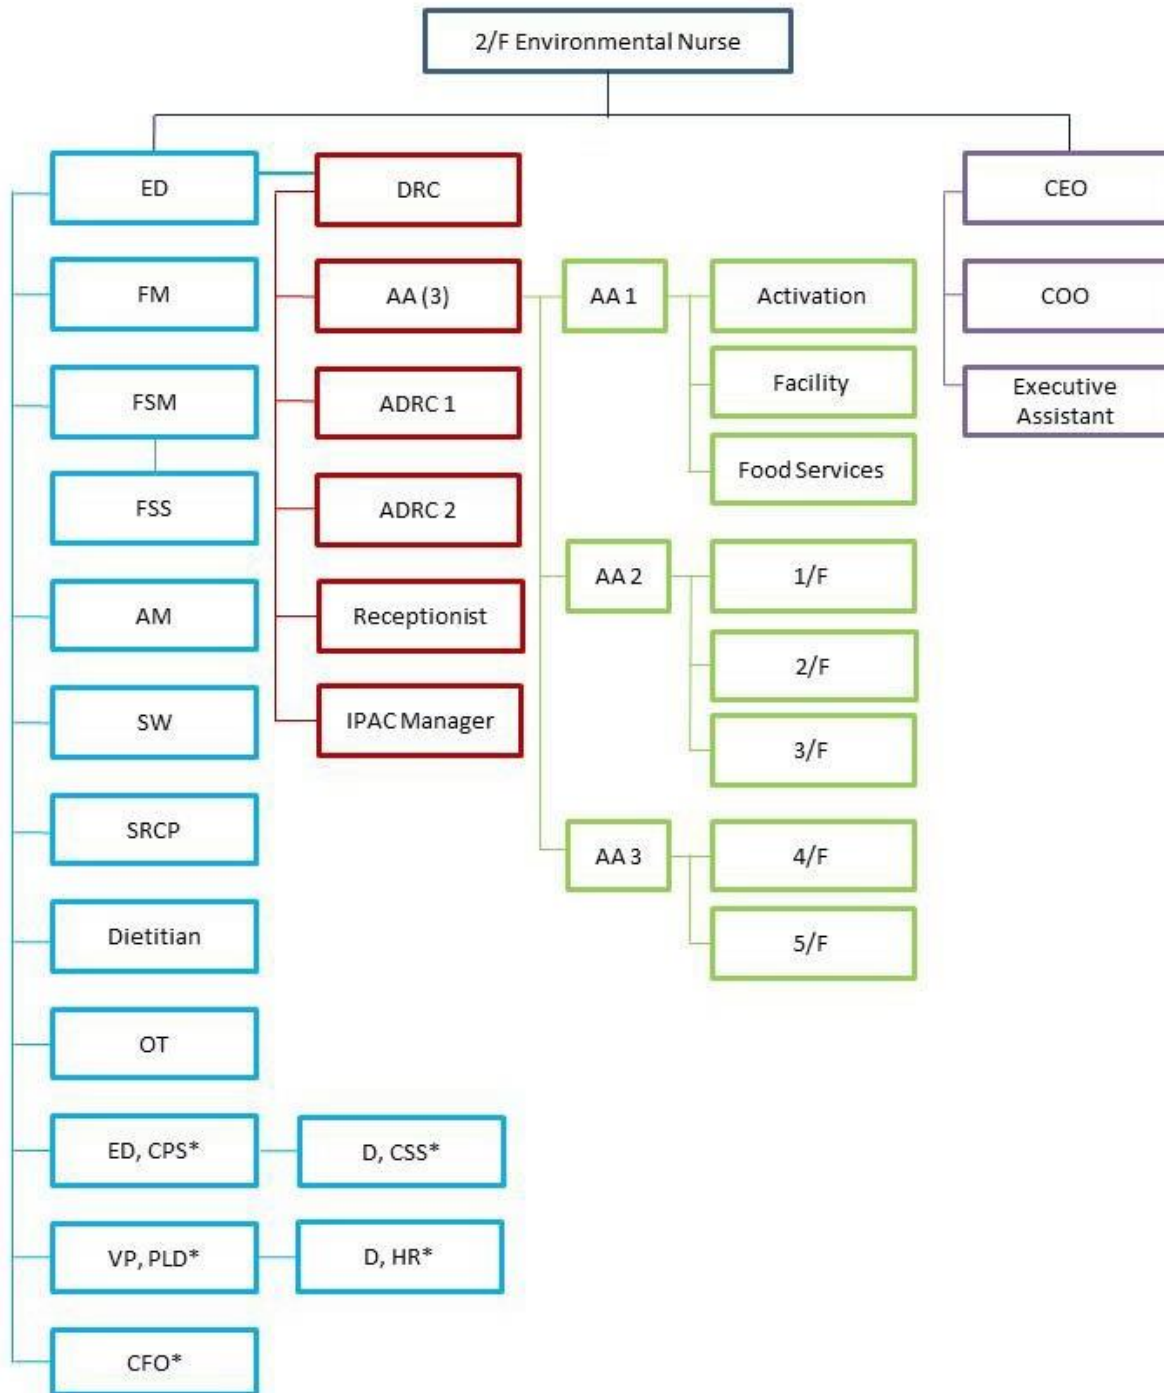 2/F Environmental Nurse
ED
DRC
CEO
FM
AA (3)
AA 1
Activation
COO
Facility
FSM
ADRC 1
Executive
Assistant
Food Services
FSS
ADRC 2
AA 2
1/F
AM
Receptionist
2/F
SW
IPAC Manager
3/F
SRCP
AA 3
4/F
Dietitian
5/F
OT
ED, CPS*
D, CSS*
VP, PLD*
D, HR*
CFO*